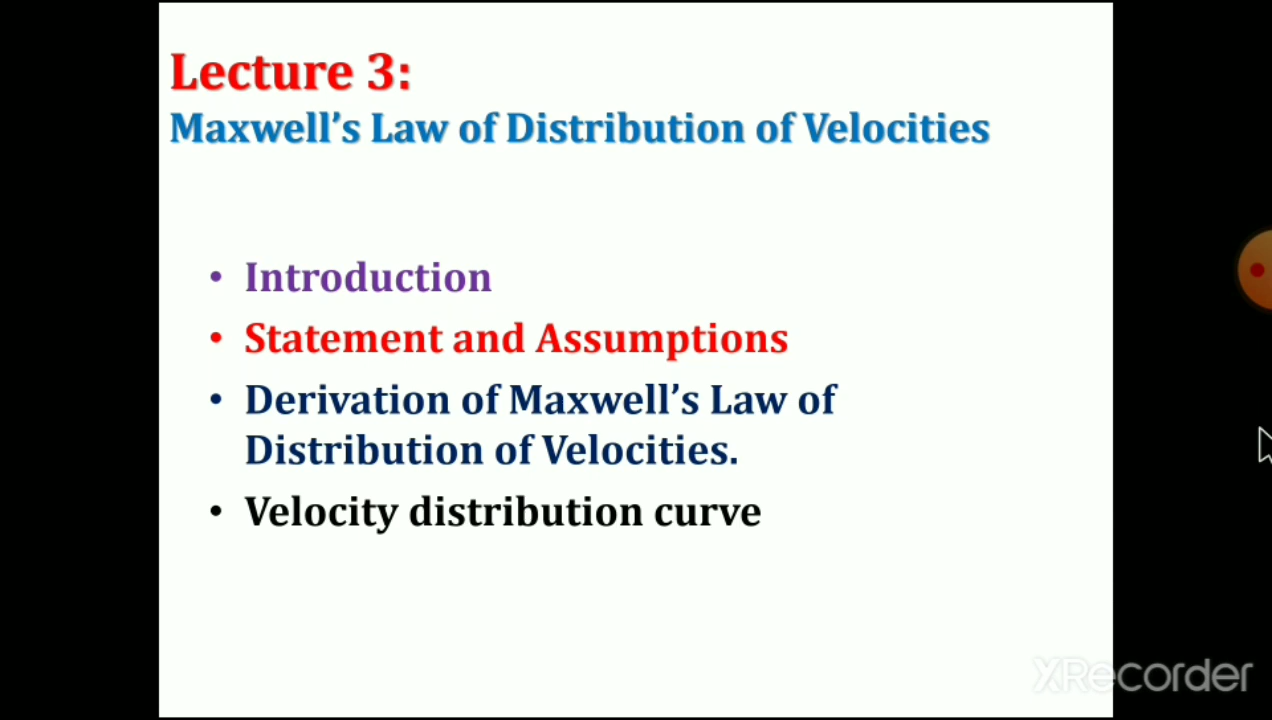 Lecture 3:
Maxwell’s Law of Distribution of Velocities
• Introduction
• Statement and Assumptions
• Derivation of Maxwell’s Law of
Distribution of Velocities.
• Velocity distribution curve
XRecorder